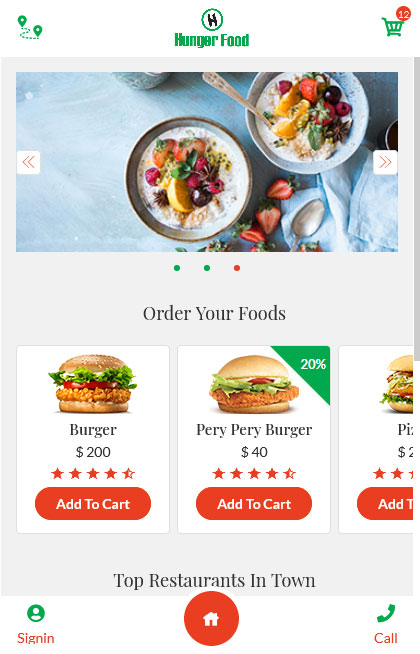 12
Hunger Food
Order Your Foods
20%
Burger
Pery Pery Burger
Piz
$ 200
$ 40
$ 2
Add To Cart
Add To Cart
Add T
Top Restaurants In Town
Signin
Call